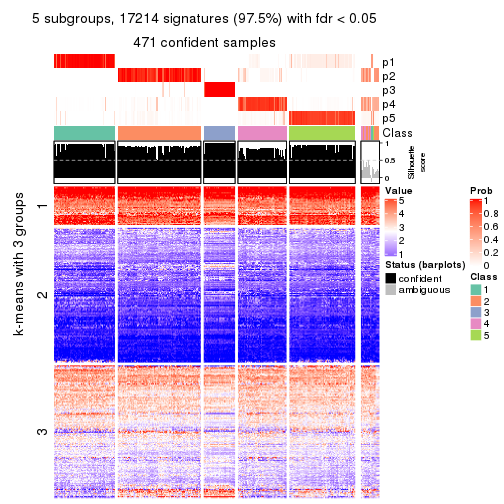 5 subgroups, 17214 signatures (97.5%) with fdr < 0.05
471 confident samples
p1
p2
p3
p4
p5
Class
1
0.5
0
Silhouette
score
k-means with 3 groups
1
2
3
Value
5
4
3
2
1
Status (barplots)
confident
ambiguous
Prob
1
0.8
0.6
0.4
0.2
0
Class
1
2
3
4
5